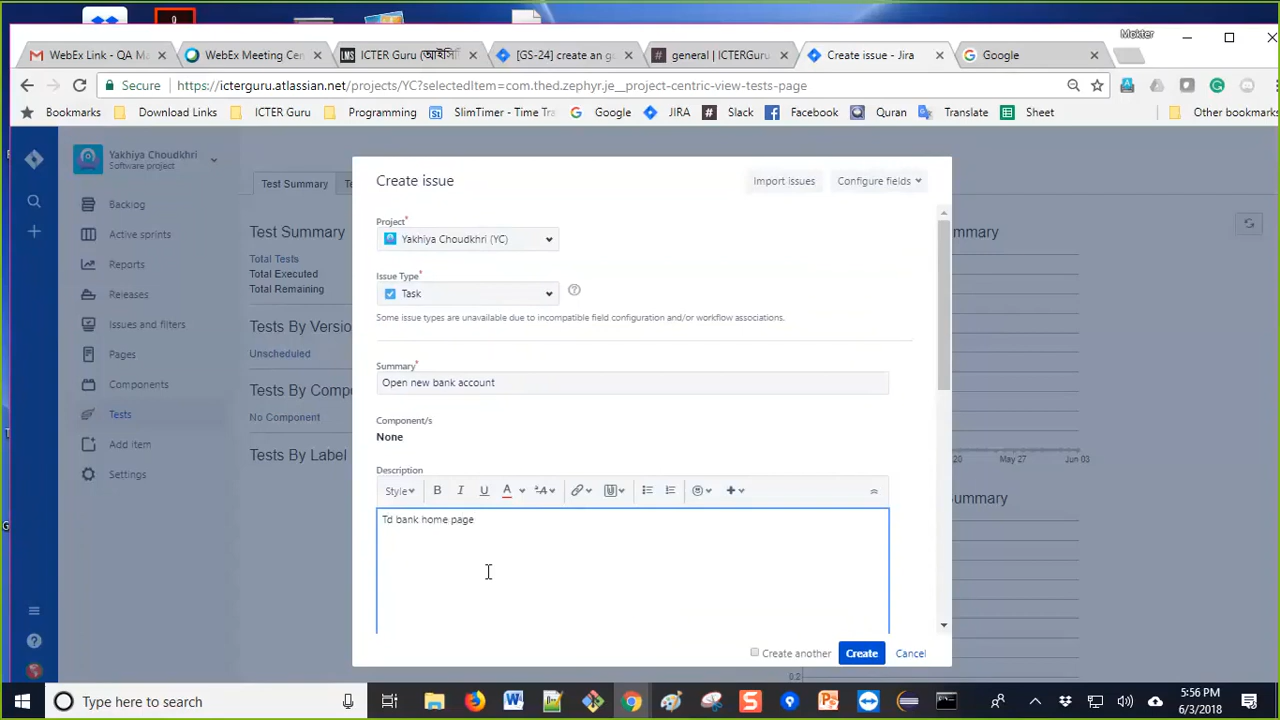 9
Mokter
WebEx Link - QA Ma
WebEx Meeting Cen
ICTER Guru (আইসি
[GS-24] create an g
general | ICTERGuru
Create issue - Jira
Google
Secure
https://icterguru.atlassian.net/projects/YC?selectedItem=com.thed.zephyr.je__project-centric-view-tests-page
Bookmarks
Download Links
ICTER Guru
Programming
SlimTimer - Time Tra
Google
JIRA
Slack
Facebook
Quran
Translate
Sheet
Other bookmarks
Yakhiya Choudkhri
Software project
Backlog
Active sprints
Reports
Releases
Issues and filters
Pages
Components
Tests
Add item
Settings
Test Summary
Te
Test Summary
Total Tests
Total Executed
Total Remaining
Tests By Versio
Unscheduled
Tests By Compo
No Component
Tests By Label
Create issue
Import issues
Configure fields
Project*
Yakhiya Choudkhri (YC)
Issue Type*
Task
Some issue types are unavailable due to incompatible field configuration and/or workflow associations.
Summary*
Open new bank account
Component/s
None
Description
Style
B I U A
Td bank home page
Create another
Create
Cancel
mmary
20 May 27 Jun 03
ummary
0.2
Type here to search
5:56 PM
6/3/2018